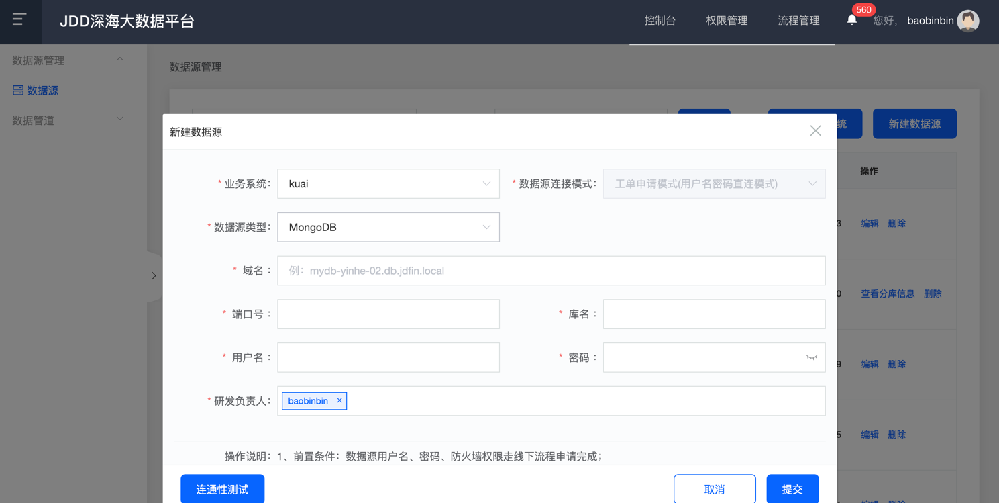 JDD深海大数据平台
控制台 权限管理 流程管理 560 您好, baobinbin
数据源管理
数据源
数据管道
数据源管理
统 新建数据源
新建数据源
* 业务系统: kuai * 数据源连接模式: 工单申请模式(用户名密码直连模式)
* 数据源类型: MongoDB
* 域名: 例: mydb-yinhe-02.db.jdfin.local
* 端口号: * 库名:
* 用户名: * 密码:
* 研发负责人: baobinbin ×
操作说明: 1、前置条件: 数据源用户名、密码、防火墙权限走线下流程申请完成;
连通性测试 取消 提交
操作
3 编辑 删除
0 查看分库信息 删除
9 编辑 删除
5 编辑 删除